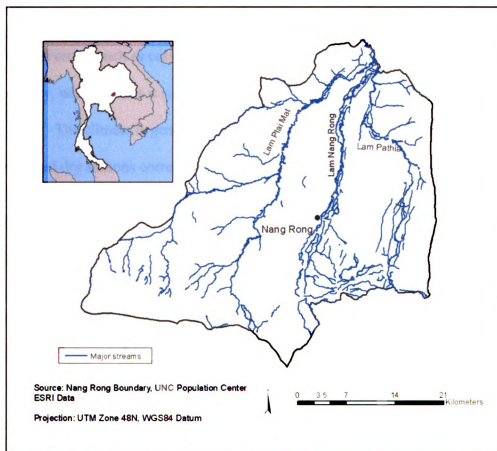 Lam Plai Mat
Lam Nang Rong
Lam Pathia
Nang Rong
Major streams
Source: Nang Rong Boundary, UNC Population Center
ESRI Data
Projection: UTM Zone 48N, WGS84 Datum
0 3.5 7 14 21
Kilometers